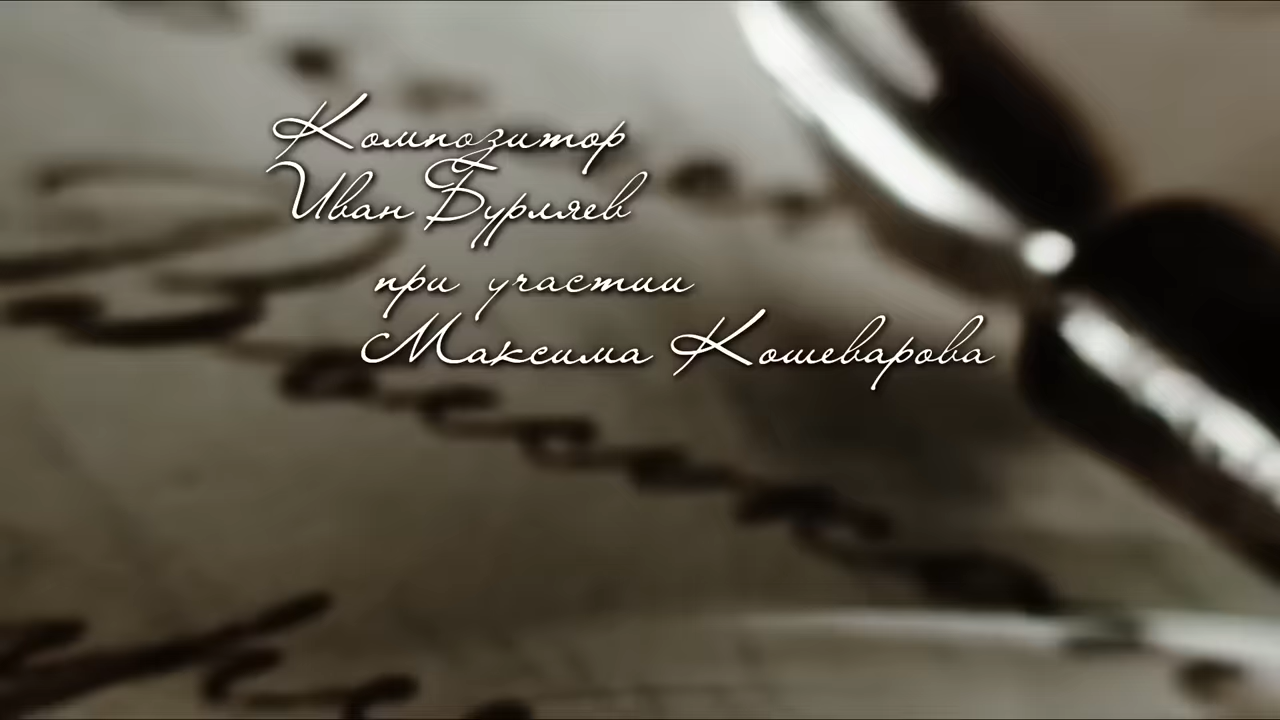 Композитор
Иван Бурляев
при участии
Максима Кошеварова